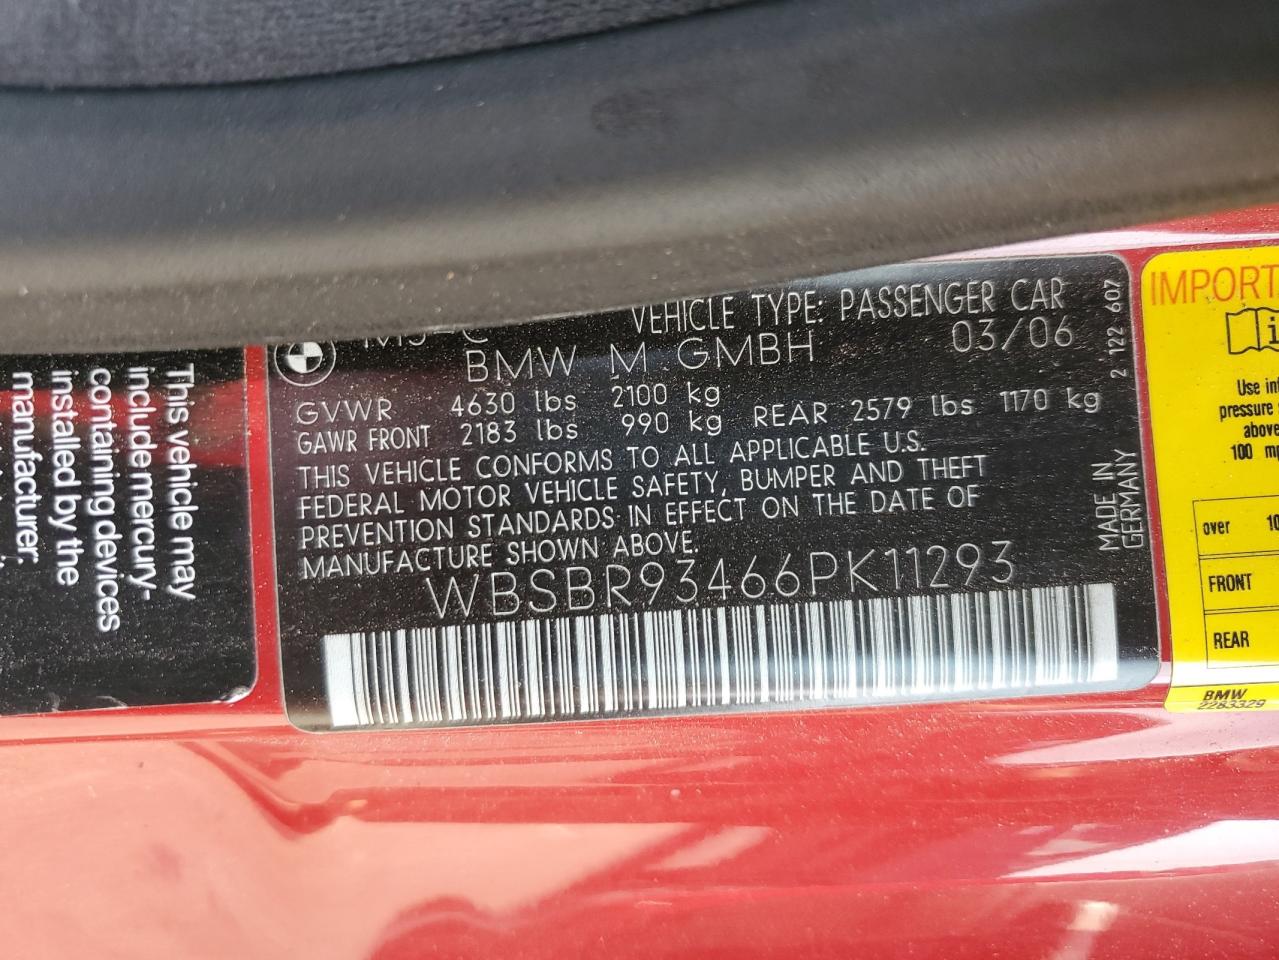 VEHICLE TYPE: PASSENGER CAR
BMW M GMBH 03/06
GVWR 4630 lbs 2100 kg
GAWR FRONT 2183 lbs 990 kg REAR 2579 lbs 1170 kg
THIS VEHICLE CONFORMS TO ALL APPLICABLE U.S.
FEDERAL MOTOR VEHICLE SAFETY, BUMPER AND THEFT
PREVENTION STANDARDS IN EFFECT ON THE DATE OF
MANUFACTURE SHOWN ABOVE.
WBSBR93466PK11293
2 122 607
MADE IN
GERMANY
This vehicle may
include mercury-
containing devices
installed by the
manufacturer.
IMPORT
Use
pressure
above
100
over 10
FRONT
REAR
BMW
2283329